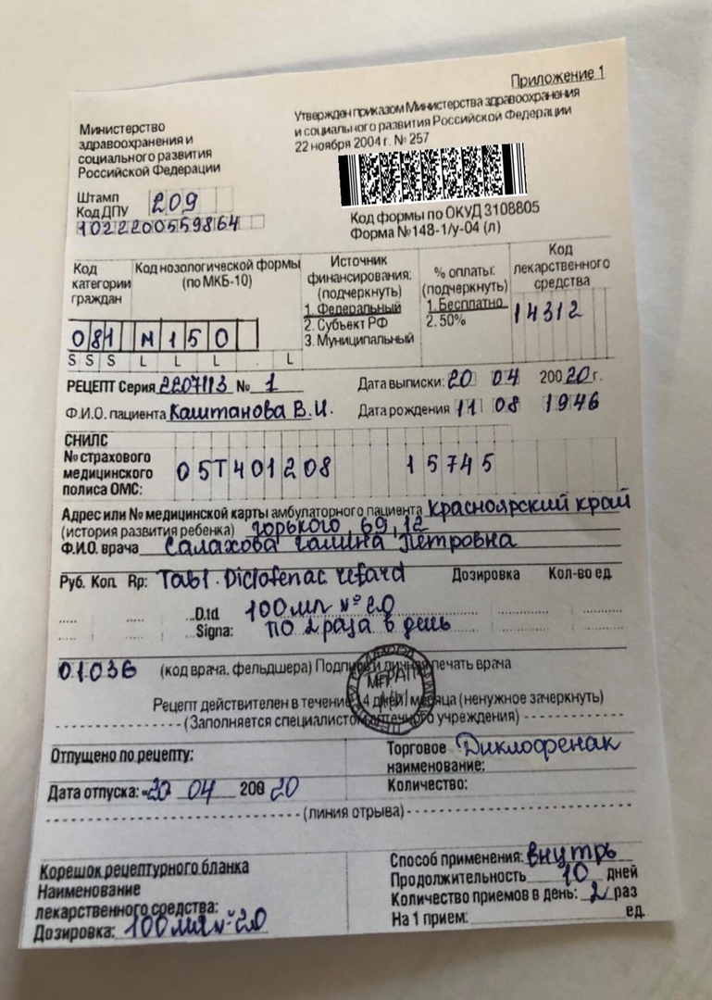 Приложение 1
Министерство
здравоохранения и
социального развития
Российской Федерации
Утвержден приказом Министерства здравоохранения
и социального развития Российской Федерации
22 ноября 2004 г. № 257
Штамп
Код ДПУ 209
1022200559864
Код формы по ОКУД 3108805
Форма №148-1/у-04 (л)
Код
категории
граждан
Код нозологической формы
(по МКБ-10)
Источник
финансирования:
(подчеркнуть)
1. Федеральный
2. Субъект РФ
3. Муниципальный
% оплаты:
(подчеркнуть)
1. Бесплатно
2. 50%
Код
лекарственного
средства
14312
081 М150
S S S L L L L
РЕЦЕПТ Серия 2207113 № 1 Дата выписки: 20 04 200 20 г.
Ф.И.О. пациента Каштанова В.И. Дата рождения 11 08 1946
СНИЛС
№ страхового
медицинского
полиса ОМС:
05Т401208 15745
Адрес или № медицинской карты амбулаторного пациента Красноярский край
(история развития ребенка) горького, 69, 12
Ф.И.О. врача Салахова Галина Петровна
Руб. Коп. Rp: Tabl. Diclofenac retard Дозировка Кол-во ед.
D.td 100мл №20
Signa: по 2 раза в день
01036 (код врача, фельдшера) Подпись и личная печать врача
Рецепт действителен в течение 14 дней, месяца (ненужное зачеркнуть)
(Заполняется специалистом аптечного учреждения)
Отпущено по рецепту:
Торговое Диклофенак
наименование:
Дата отпуска: «20 04 200 20
Количество:
(линия отрыва)
Корешок рецептурного бланка
Наименование
лекарственного средства:
Дозировка: 100мл №20
Способ применения: внутрь
Продолжительность 10 дней
Количество приемов в день: 2 раз
На 1 прием: ед.